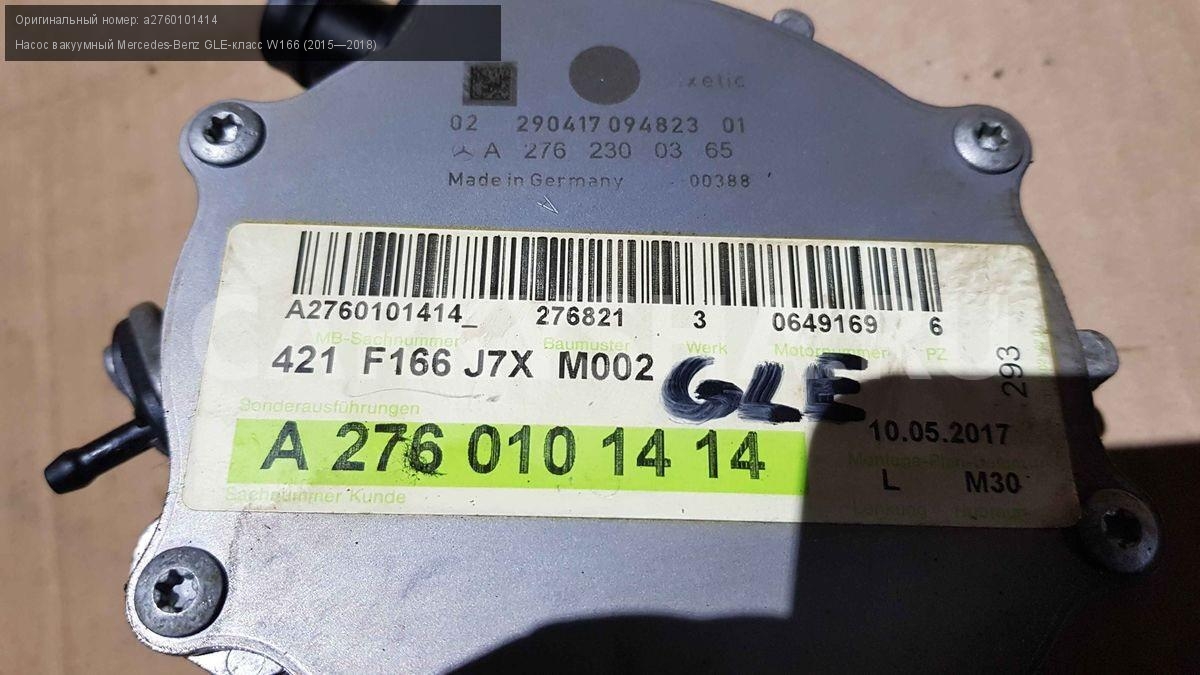 Оригинальный номер: a2760101414
Насос вакуумный Mercedes-Benz GLE-класс W166 (2015—2018)
xetic
02 290417 094823 01
A 276 230 03 65
Made in Germany 00388
A2760101414_ 276821 3 0649169 6
MB-Sachnummer Baumuster Werk Motornummer PZ
421 F166 J7X M002 GLE
293
Sonderausführungen
A 276 010 14 14 10.05.2017
L M30
Sachnummer Kunde